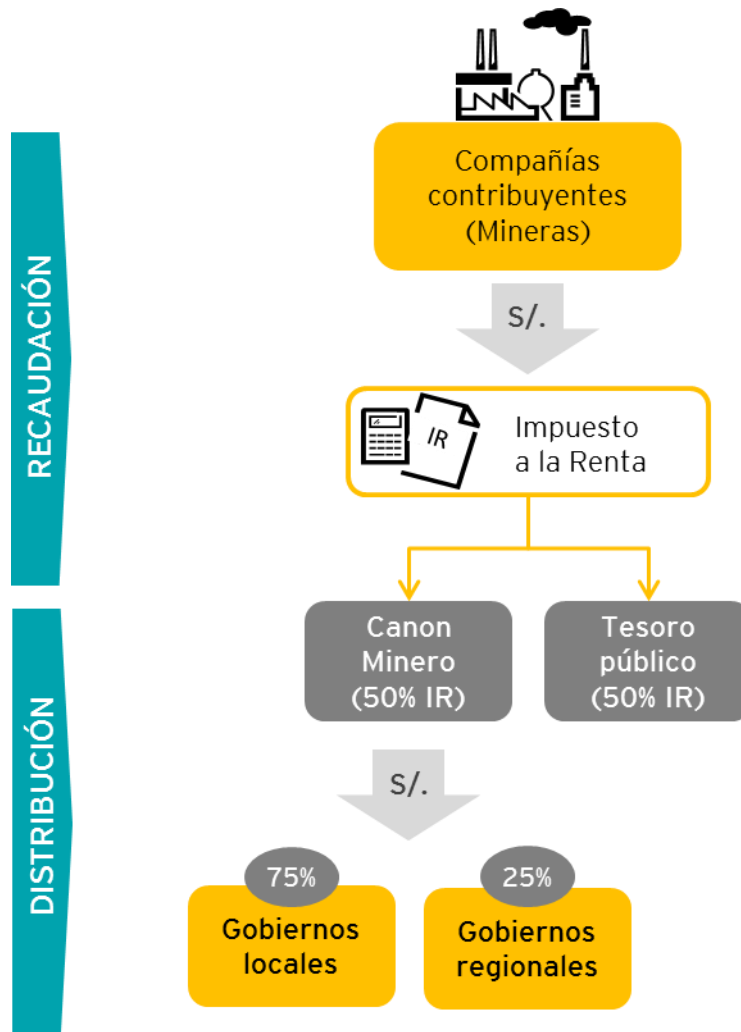 Compañías
contribuyentes
(Mineras)
S/.
RECAUDACIÓN
IR
Impuesto
a la Renta
Canon
Minero
(50% IR)
Tesoro
público
(50% IR)
DISTRIBUCIÓN
S/.
75%
Gobiernos
locales
25%
Gobiernos
regionales